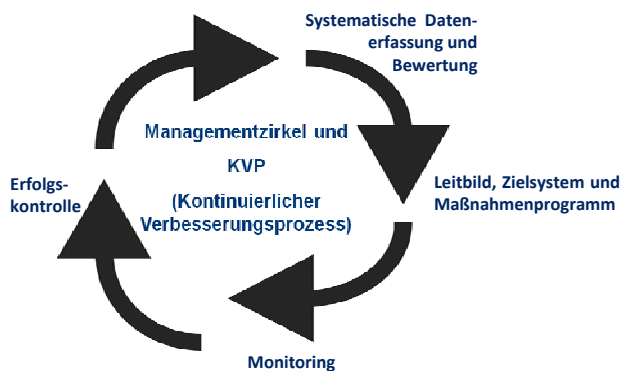 Systematische Daten-
erfassung und
Bewertung
Managementzirkel und
KVP
(Kontinuierlicher
Verbesserungsprozess)
Erfolgs-
kontrolle
Leitbild, Zielsystem und
Maßnahmenprogramm
Monitoring